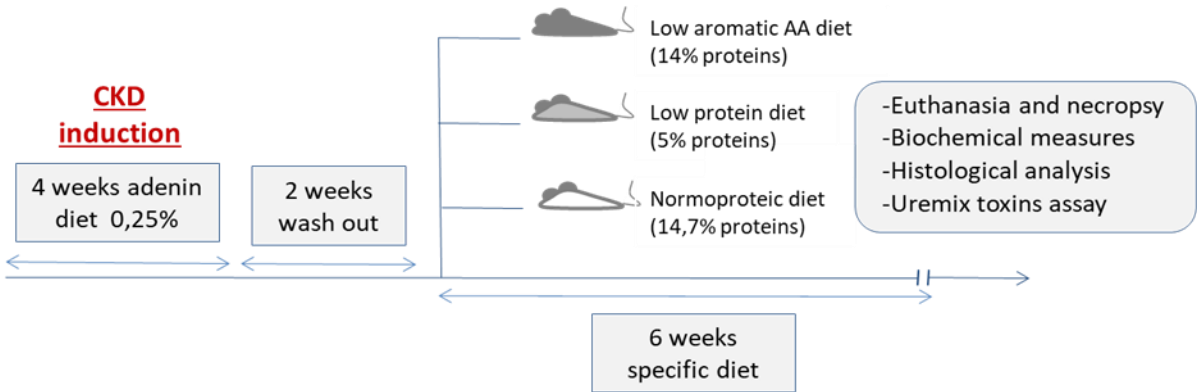 CKD
induction
4 weeks adenin
diet 0,25%
2 weeks
wash out
Low aromatic AA diet
(14% proteins)
Low protein diet
(5% proteins)
Normoproteic diet
(14,7% proteins)
-Euthanasia and necropsy
-Biochemical measures
-Histological analysis
-Uremix toxins assay
6 weeks
specific diet